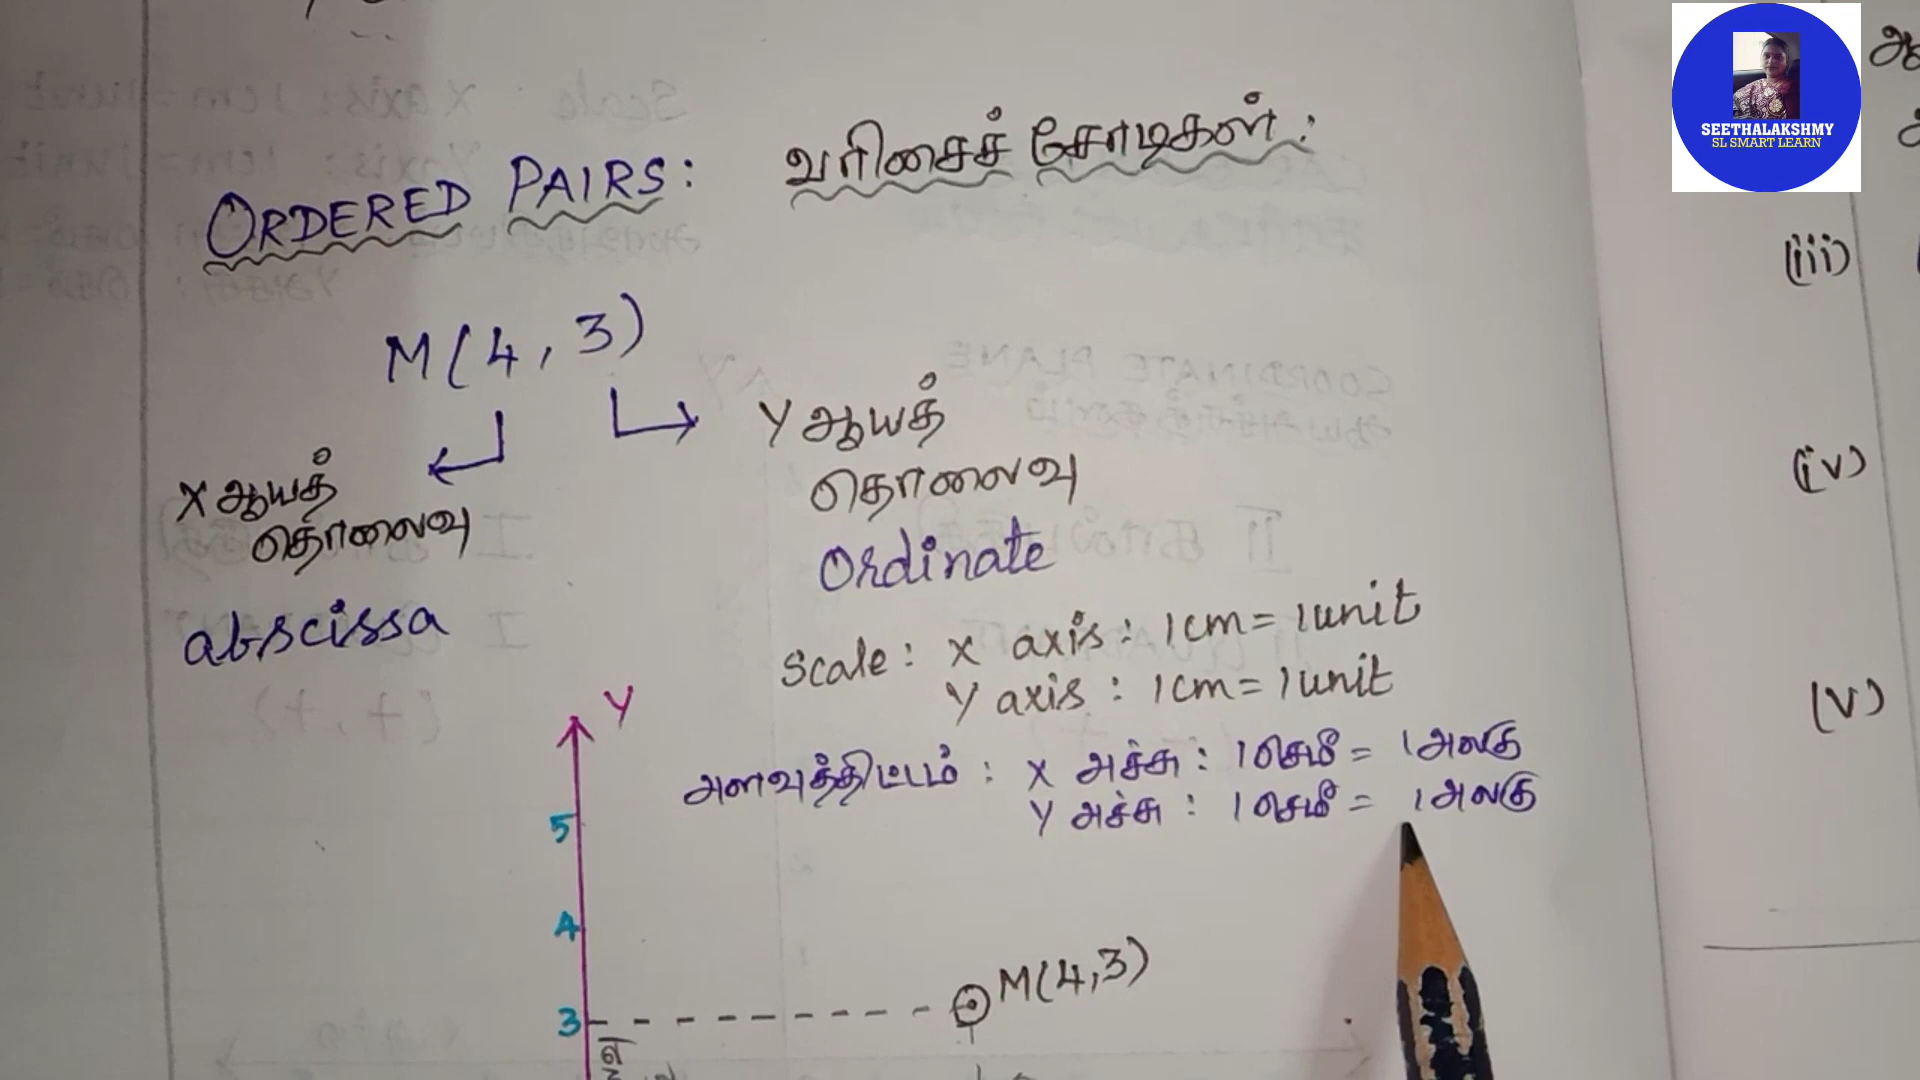 ORDERED PAIRS: வரிசைச் சோடிகள்:
M(4,3)
X ஆயத்
தொலைவு
abscissa
Y ஆயத்
தொலைவு
Ordinate
Scale: X axis: 1cm=1unit
Y axis: 1cm=1unit
அளவுத்திட்டம்: X அச்சு: 1செமீ= 1அலகு
Y அச்சு: 1செமீ= 1அலகு
Y
5
4
3
M(4,3)
(iii)
(iv)
(v)
SEETHALAKSHMY
SL SMART LEARN